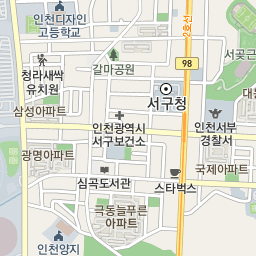 인천디자인
고등학교
2호선
서곶근
갈마공원
98
청라새싹
유치원
서구청
대
삼성아파트
인천광역시
서구보건소
인천서부
경찰서
광명아파트
국제아파트
심곡도서관
스타벅스
극동늘푸른
아파트
인천양지